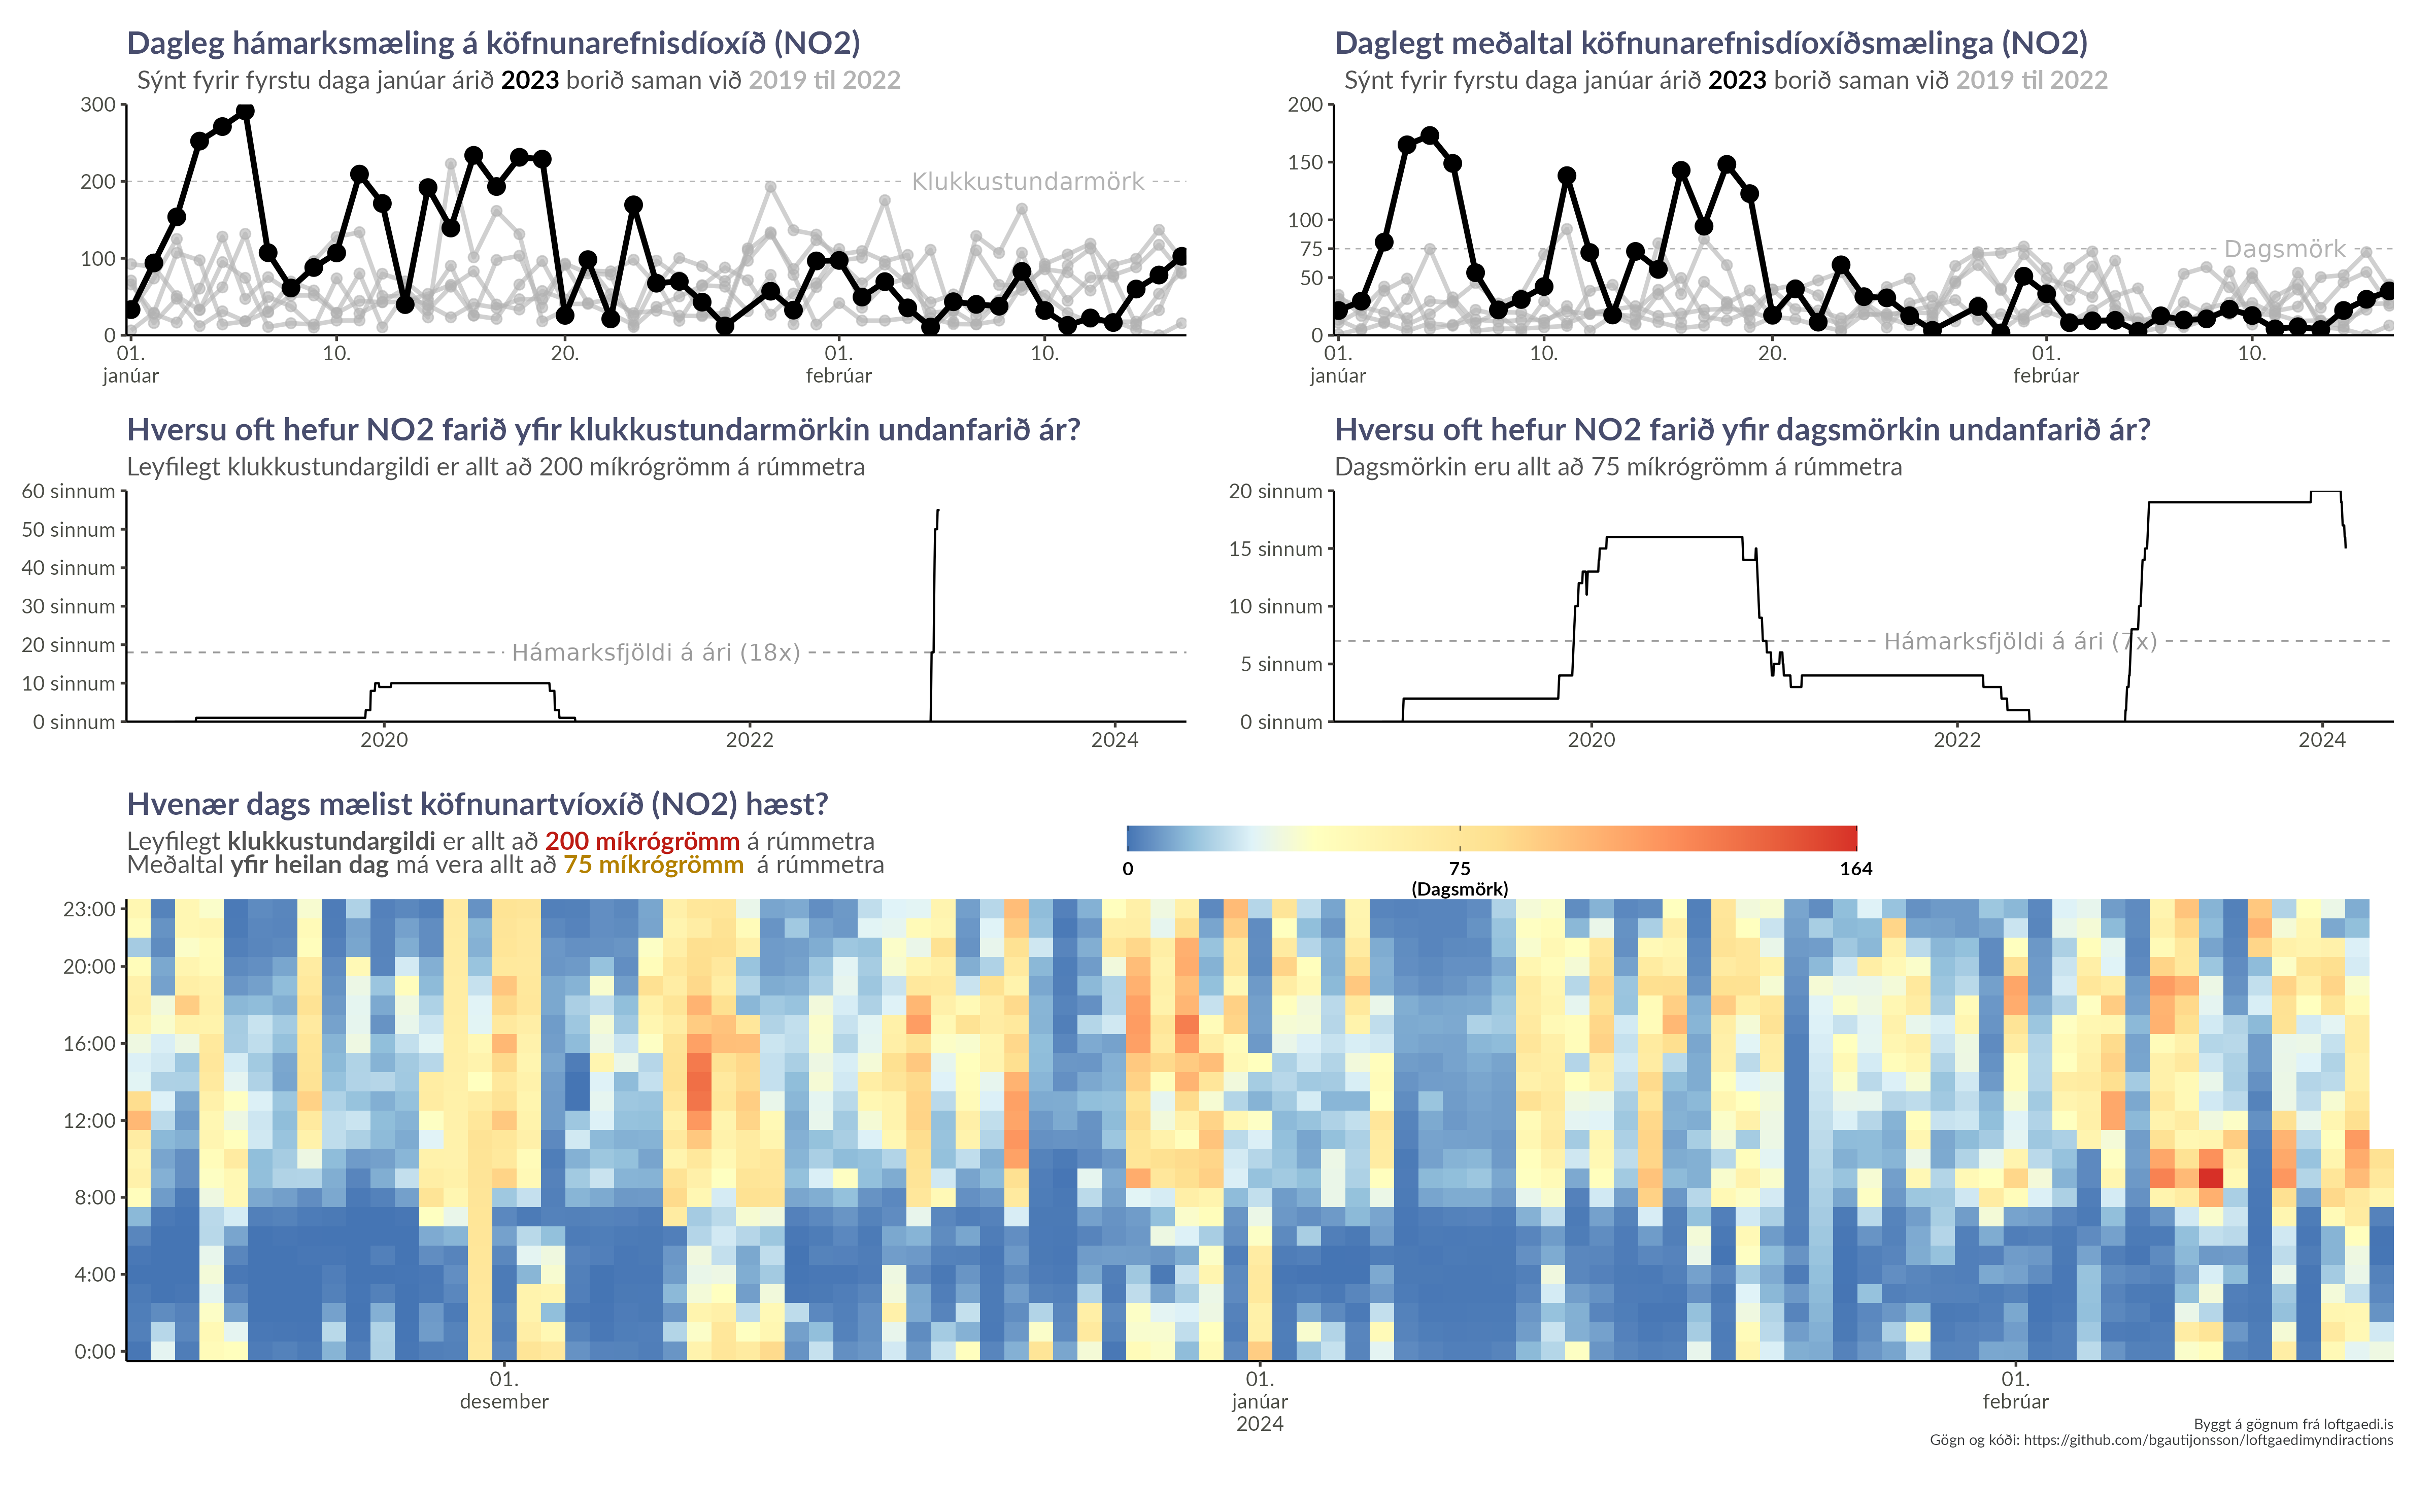 Dagleg hámarksmæling á köfnunarefnisdíoxíð (NO2)
Sýnt fyrir fyrstu daga janúar árið 2023 borið saman við 2019 til 2022
300
200
100
0
Klukkustundarmörk
01.
janúar
10.
20.
01.
febrúar
10.
Daglegt meðaltal köfnunarefnisdíoxíðsmælinga (NO2)
Sýnt fyrir fyrstu daga janúar árið 2023 borið saman við 2019 til 2022
200
150
100
75
50
0
Dagsmörk
01.
janúar
10.
20.
01.
febrúar
10.
Hversu oft hefur NO2 farið yfir klukkustundarmörkin undanfarið ár?
Leyfilegt klukkustundargildi er allt að 200 míkrógrömm á rúmmetra
60 sinnum
50 sinnum
40 sinnum
30 sinnum
20 sinnum
10 sinnum
0 sinnum
Hámarksfjöldi á ári (18x)
2020
2022
2024
Hversu oft hefur NO2 farið yfir dagsmörkin undanfarið ár?
Dagsmörkin eru allt að 75 míkrógrömm á rúmmetra
20 sinnum
15 sinnum
10 sinnum
5 sinnum
0 sinnum
Hámarksfjöldi á ári (7x)
2020
2022
2024
Hvenær dags mælist köfnunartvíoxíð (NO2) hæst?
Leyfilegt klukkustundargildi er allt að 200 míkrógrömm á rúmmetra
Meðaltal yfir heilan dag má vera allt að 75 míkrógrömm á rúmmetra
0
75
(Dagsmörk)
164
23:00
20:00
16:00
12:00
8:00
4:00
0:00
01.
desember
01.
janúar
2024
01.
febrúar
Byggt á gögnum frá loftgaedi.is
Gögn og kóði: https://github.com/bgautijonsson/loftgaedimyndiractions